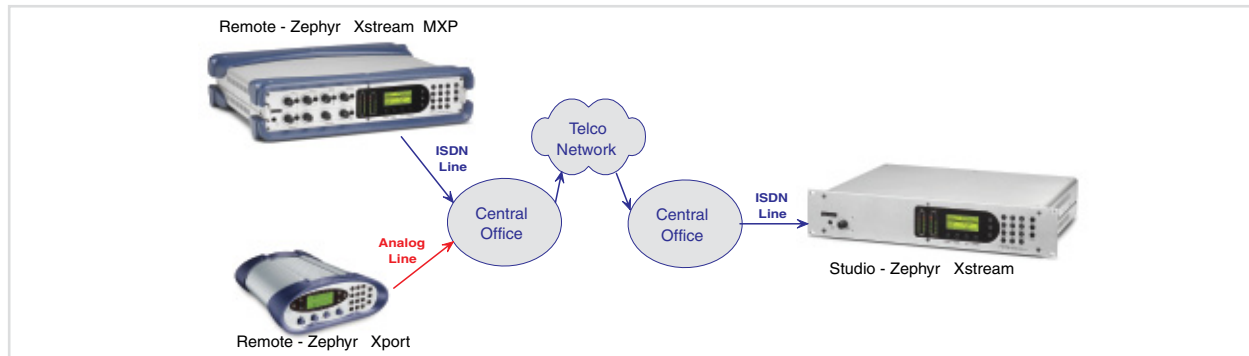 Remote - Zephyr Xstream MXP
ISDN
Line
Telco
Network
Central
Office
Analog
Line
Central
Office
ISDN
Line
Studio - Zephyr Xstream
Remote - Zephyr Xport